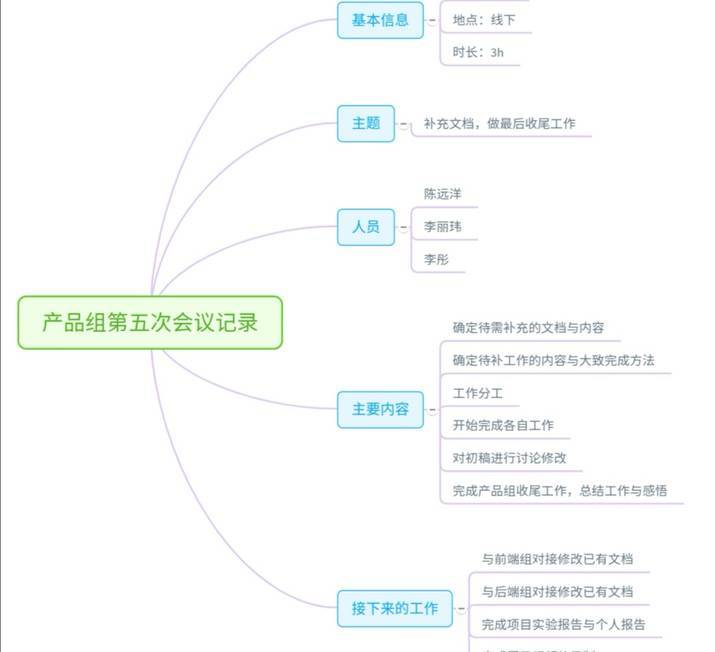 基本信息
地点：线下
时长：3h
主题
补充文档，做最后收尾工作
人员
陈远洋
李丽玮
李彤
产品组第五次会议记录
主要内容
确定待需补充的文档与内容
确定待补工作的内容与大致完成方法
工作分工
开始完成各自工作
对初稿进行讨论修改
完成产品组收尾工作，总结工作与感悟
接下来的工作
与前端组对接修改已有文档
与后端组对接修改已有文档
完成项目实验报告与个人报告